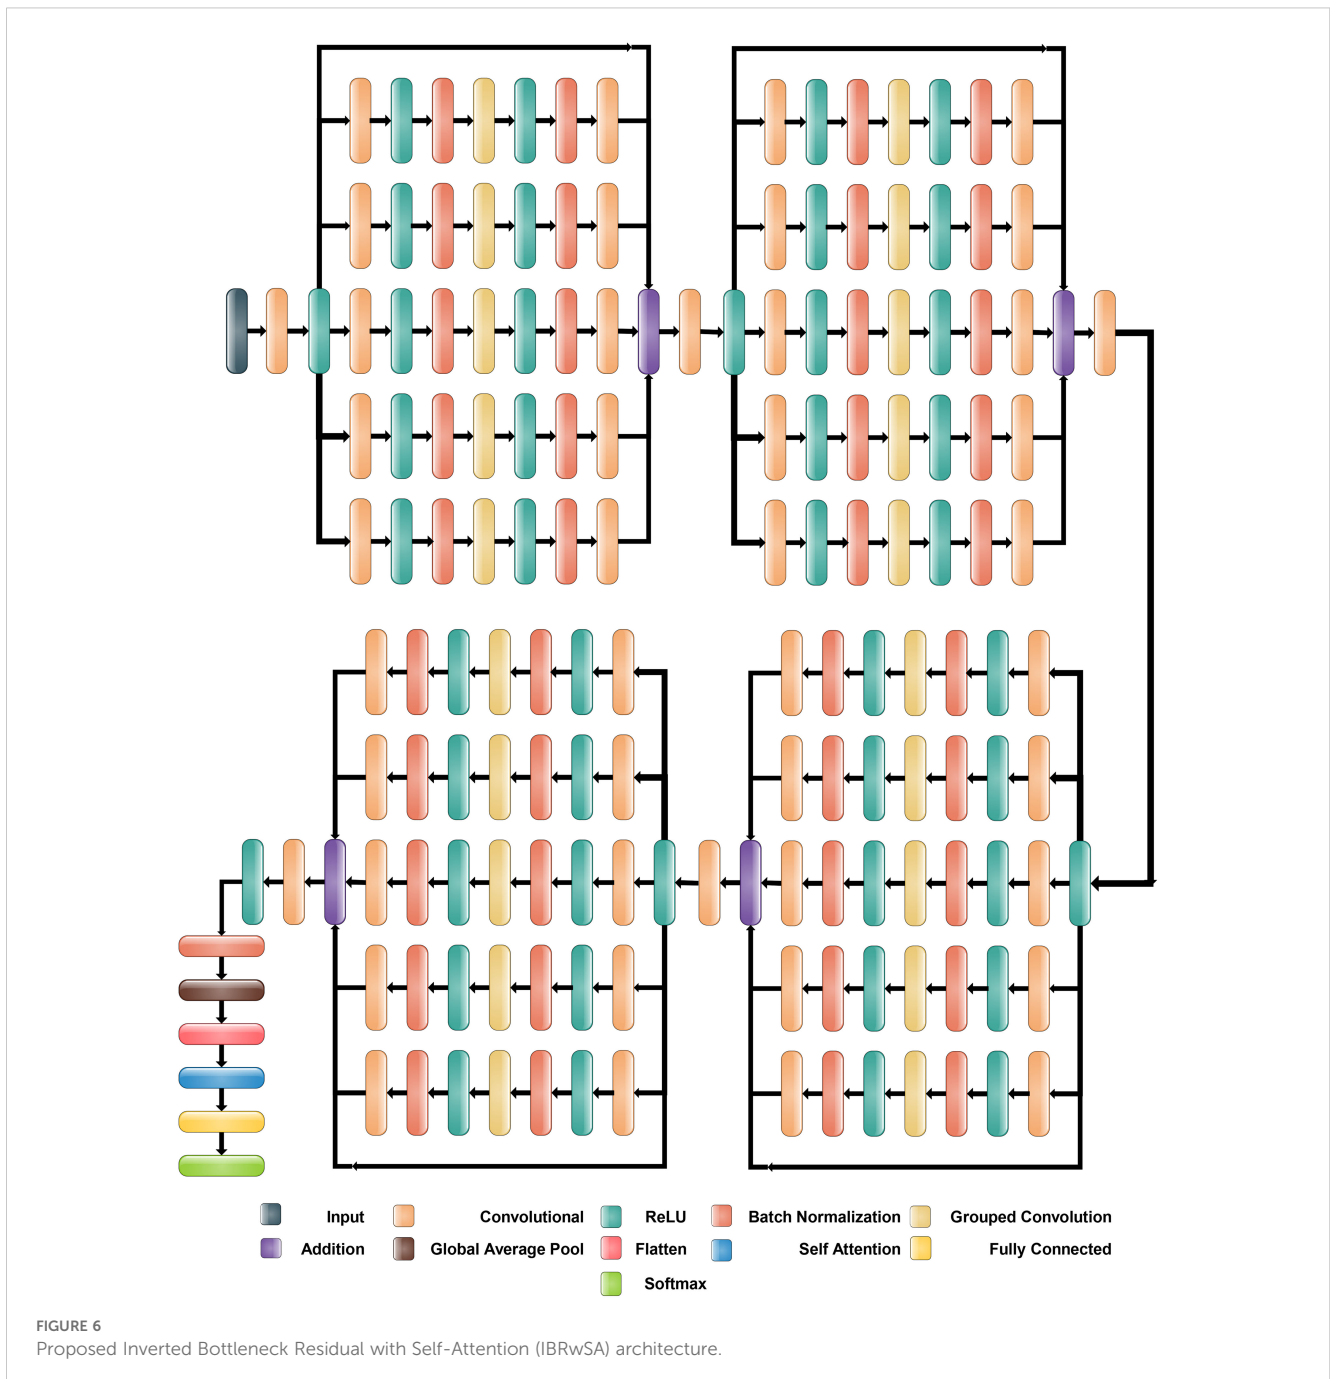 Input
Convolutional
ReLU
Batch Normalization
Grouped Convolution
Addition
Global Average Pool
Flatten
Self Attention
Fully Connected
Softmax
FIGURE 6
Proposed Inverted Bottleneck Residual with Self-Attention (IBRwSA) architecture.